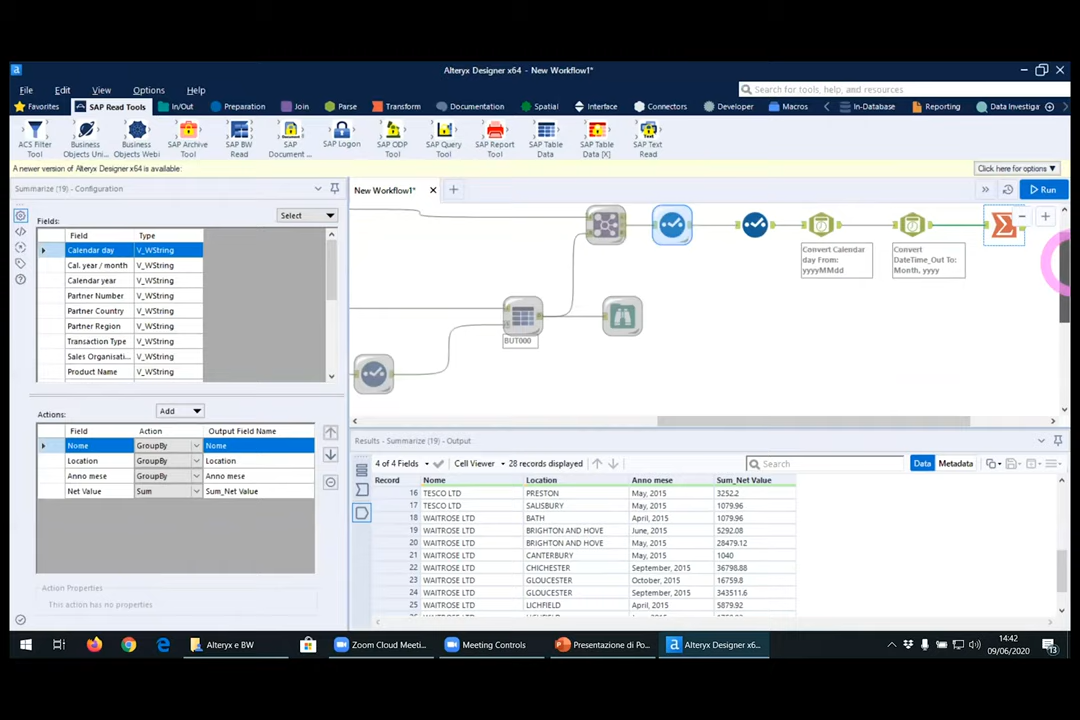 Alteryx Designer x64 - New Workflow1*
File Edit View Options Help
Search for tools, help, and resources...
Favorites SAP Read Tools In/Out Preparation Join Parse Transform Documentation Spatial Interface Connectors Developer Macros In-Database Reporting Data Investiga
ACS Filter Tool
Business Objects Uni...
Business Objects Webi
SAP Archive Tool
SAP BW Read
SAP Document ...
SAP Logon
SAP ODP Tool
SAP Query Tool
SAP Report Tool
SAP Table Data
SAP Table Data [X]
SAP Text Read
A newer version of Alteryx Designer x64 is available: Click here for options
Summarize (19) - Configuration
New Workflow1*
Run
Fields: Select
Field Type
Calendar day V_WString
Cal. year / month V_WString
Calendar year V_WString
Partner Number V_WString
Partner Country V_WString
Partner Region V_WString
Transaction Type V_WString
Sales Organisati... V_WString
Product Name V_WString
Convert Calendar
day From:
yyyyMMdd
Convert
DateTime_Out To:
Month, yyyy
BUT000
Actions: Add
Field Action Output Field Name
Nome GroupBy Nome
Location GroupBy Location
Anno mese GroupBy Anno mese
Net Value Sum Sum_Net Value
Action Properties
This action has no properties
Results - Summarize (19) - Output
4 of 4 Fields Cell Viewer 28 records displayed Search Data Metadata
Record Nome Location Anno mese Sum_Net Value
16 TESCO LTD PRESTON May, 2015 3252.2
17 TESCO LTD SALISBURY May, 2015 1079.96
18 WAITROSE LTD BATH April, 2015 1079.96
19 WAITROSE LTD BRIGHTON AND HOVE April, 2015 5292.08
20 WAITROSE LTD BRIGHTON AND HOVE May, 2015 28479.12
21 WAITROSE LTD CANTERBURY May, 2015 1040
22 WAITROSE LTD CHICHESTER September, 2015 36798.88
23 WAITROSE LTD GLOUCESTER October, 2015 16759.8
24 WAITROSE LTD GLOUCESTER September, 2015 343511.6
25 WAITROSE LTD LICHFIELD April, 2015 5879.92
Alteryx e BW Zoom Cloud Meeti... Meeting Controls Presentazione di Po... Alteryx Designer x6...
14:42
09/06/2020
13